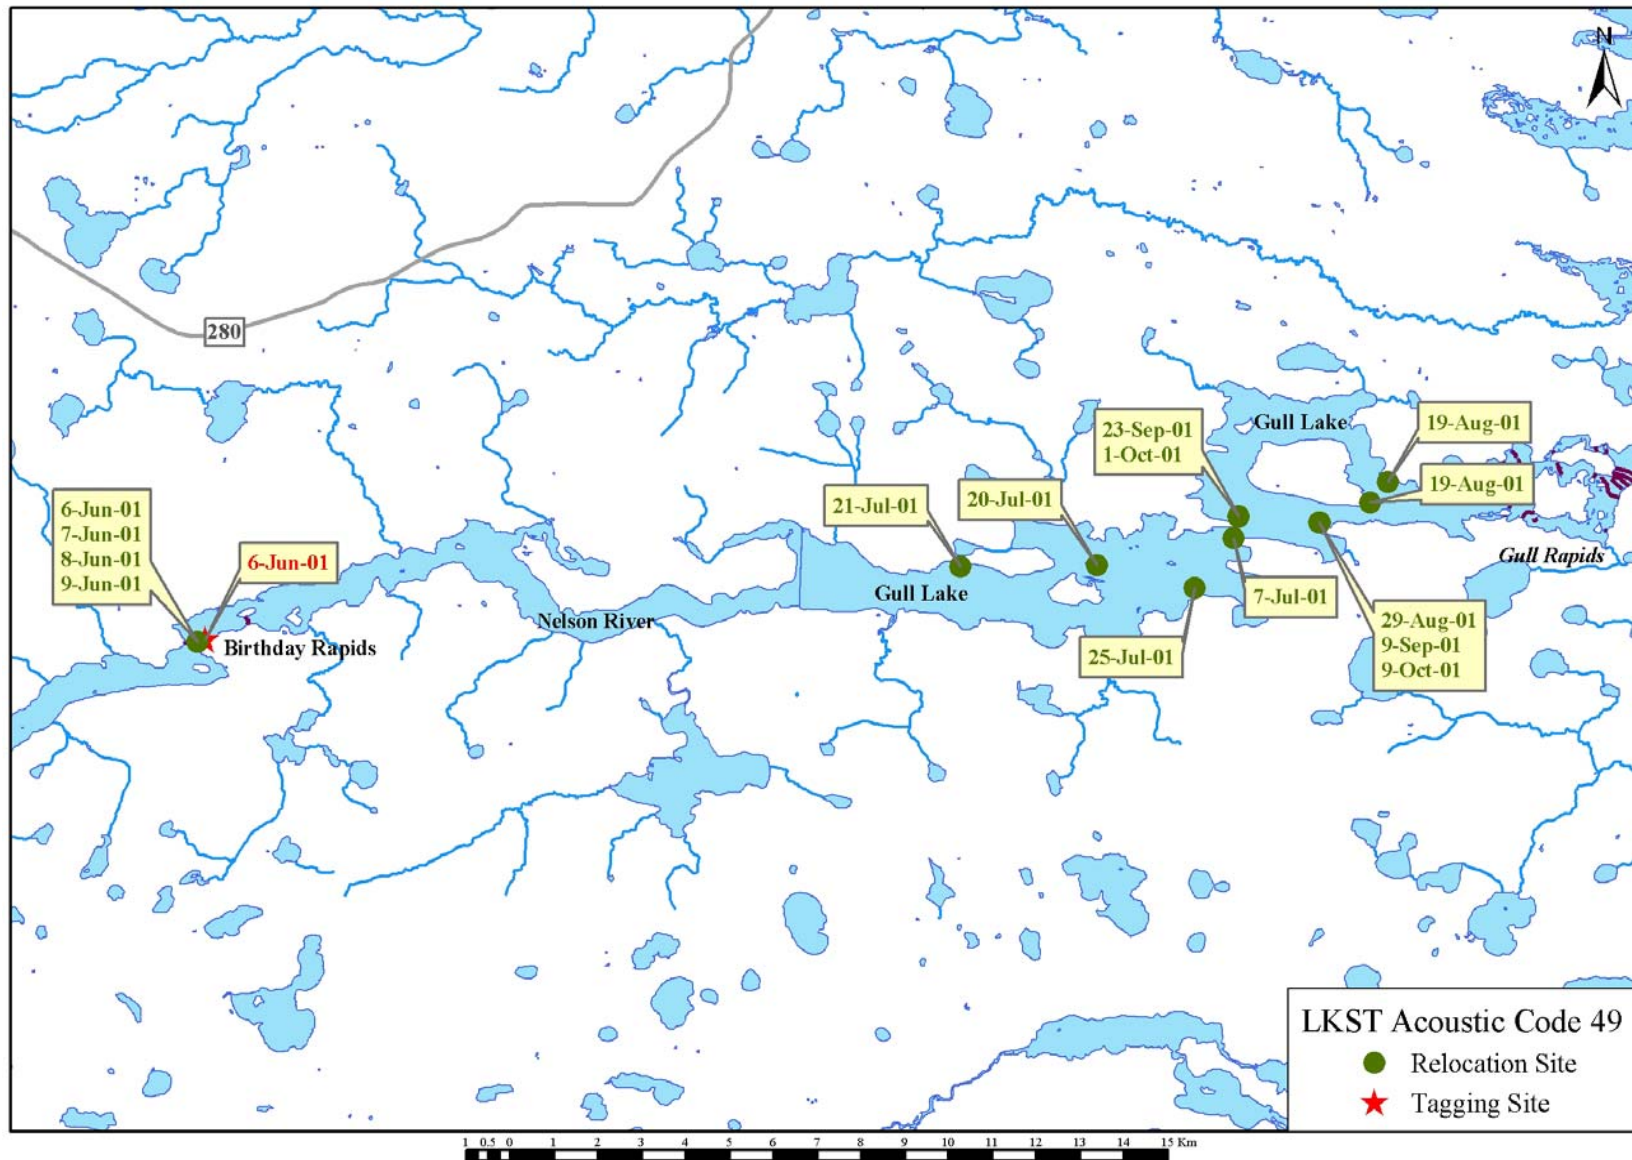 N
280
Gull Lake
19-Aug-01
23-Sep-01
1-Oct-01
19-Aug-01
21-Jul-01
20-Jul-01
6-Jun-01
7-Jun-01
8-Jun-01
9-Jun-01
6-Jun-01
Gull Rapids
Gull Lake
7-Jul-01
Nelson River
29-Aug-01
9-Sep-01
9-Oct-01
Birthday Rapids
25-Jul-01
LKST Acoustic Code 49
Relocation Site
Tagging Site
1 0.5 0 1 2 3 4 5 6 7 8 9 10 11 12 13 14 15 Km